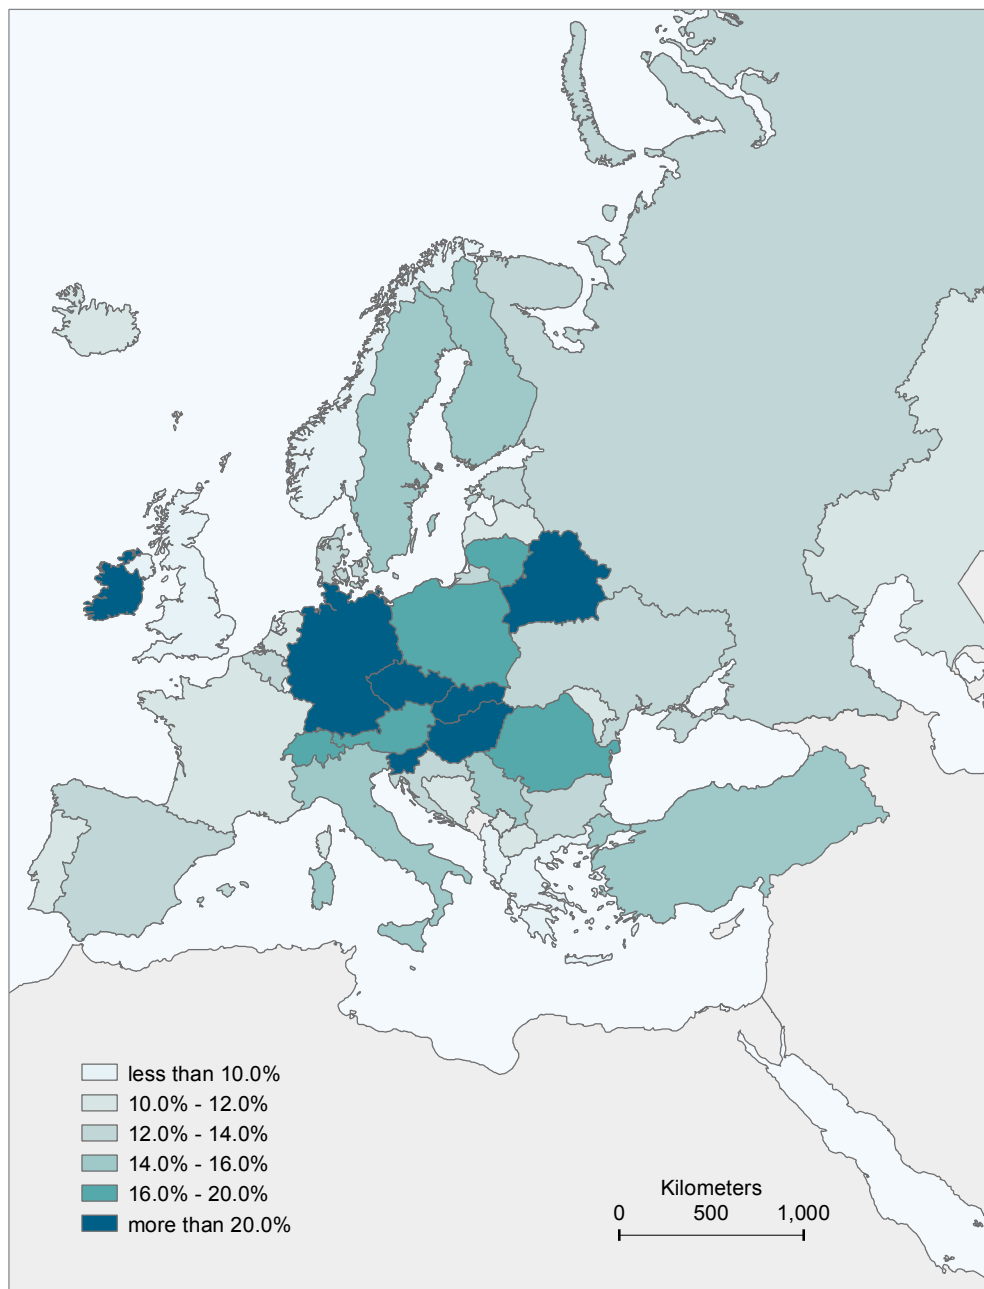 less than 10.0%
10.0% - 12.0%
12.0% - 14.0%
14.0% - 16.0%
16.0% - 20.0%
more than 20.0%
Kilometers
0 500 1,000